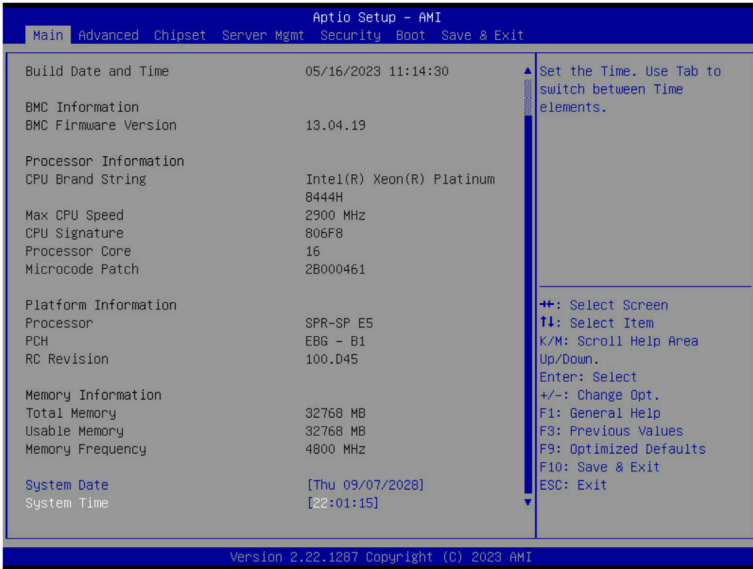 Aptio Setup - AMI
Main Advanced Chipset Server Mgmt Security Boot Save & Exit
Build Date and Time 05/16/2023 11:14:30
BMC Information
BMC Firmware Version 13.04.19
Processor Information
CPU Brand String Intel(R) Xeon(R) Platinum
8444H
Max CPU Speed 2900 MHz
CPU Signature 806F8
Processor Core 16
Microcode Patch 2B000461
Platform Information
Processor SPR-SP E5
PCH EBG - B1
RC Revision 100.D45
Memory Information
Total Memory 32768 MB
Usable Memory 32768 MB
Memory Frequency 4800 MHz
System Date [Thu 09/07/2028]
System Time [22:01:15]
Set the Time. Use Tab to
switch between Time
elements.
→←: Select Screen
↑↓: Select Item
K/M: Scroll Help Area
Up/Down.
Enter: Select
+/-: Change Opt.
F1: General Help
F3: Previous Values
F9: Optimized Defaults
F10: Save & Exit
ESC: Exit
Version 2.22.1287 Copyright (C) 2023 AMI